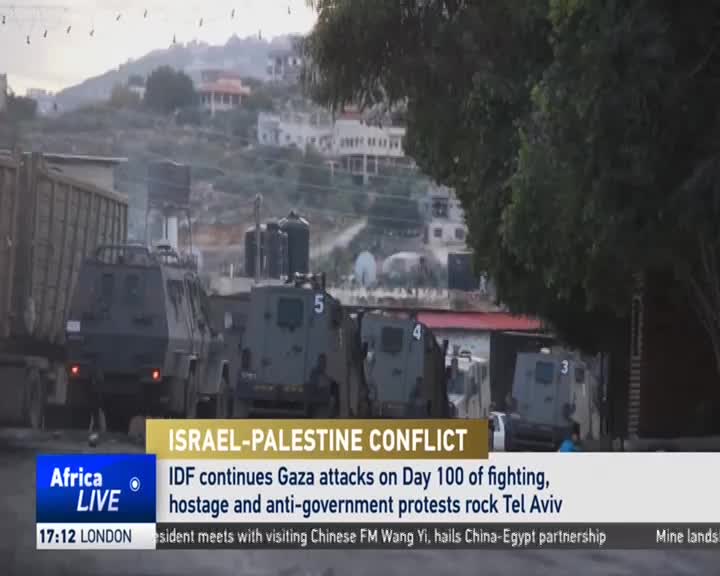 5
4
3
ISRAEL-PALESTINE CONFLICT
IDF continues Gaza attacks on Day 100 of fighting,
hostage and anti-government protests rock Tel Aviv
Africa
LIVE
17:12 LONDON
esident meets with visiting Chinese FM Wang Yi, hails China-Egypt partnership Mine lands